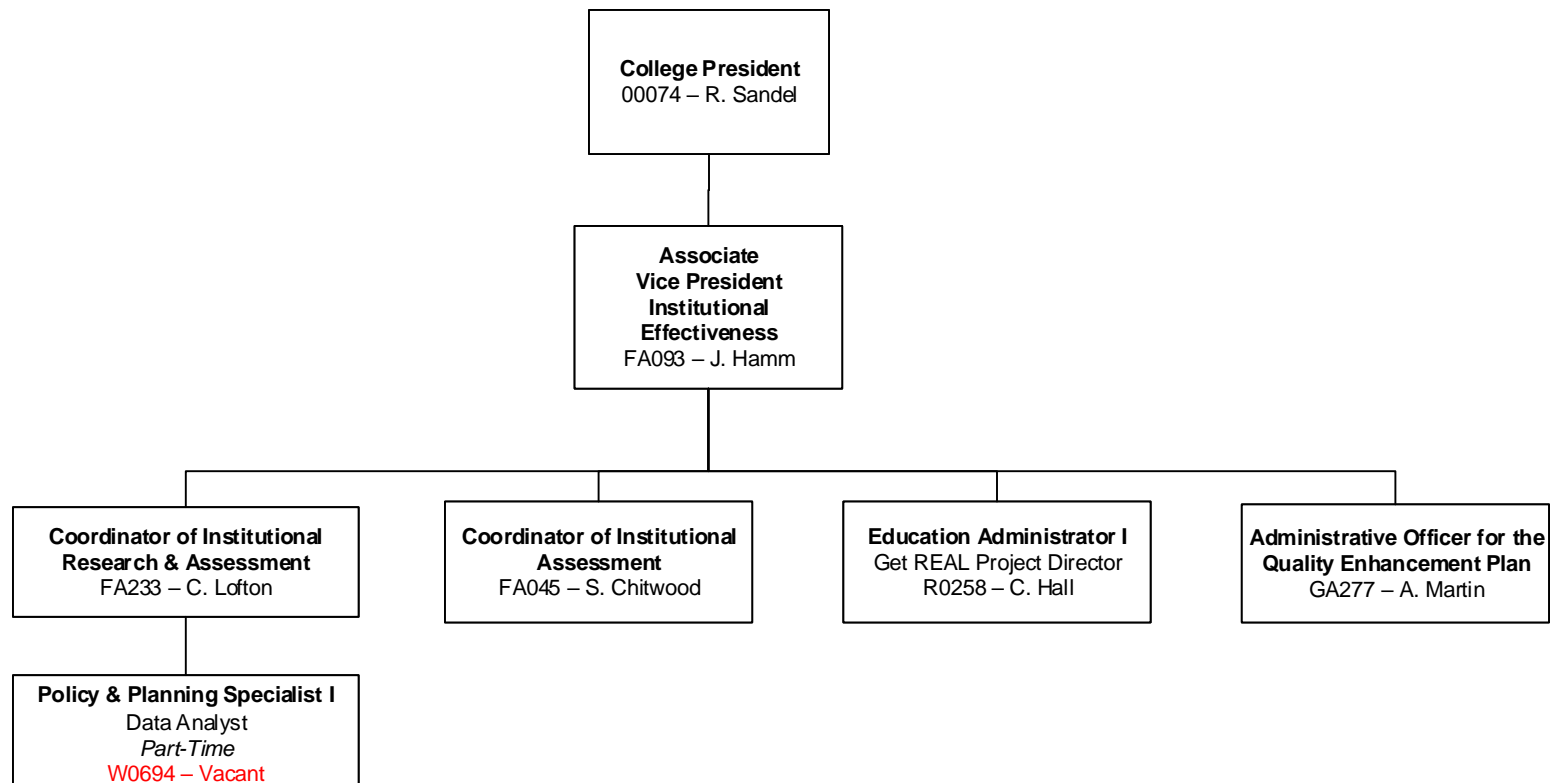 College President
00074 – R. Sandel
Associate
Vice President
Institutional
Effectiveness
FA093 – J. Hamm
Coordinator of Institutional
Research & Assessment
FA233 – C. Lofton
Coordinator of Institutional
Assessment
FA045 – S. Chitwood
Education Administrator I
Get REAL Project Director
R0258 – C. Hall
Administrative Officer for the
Quality Enhancement Plan
GA277 – A. Martin
Policy & Planning Specialist I
Data Analyst
Part-Time
W0694 – Vacant